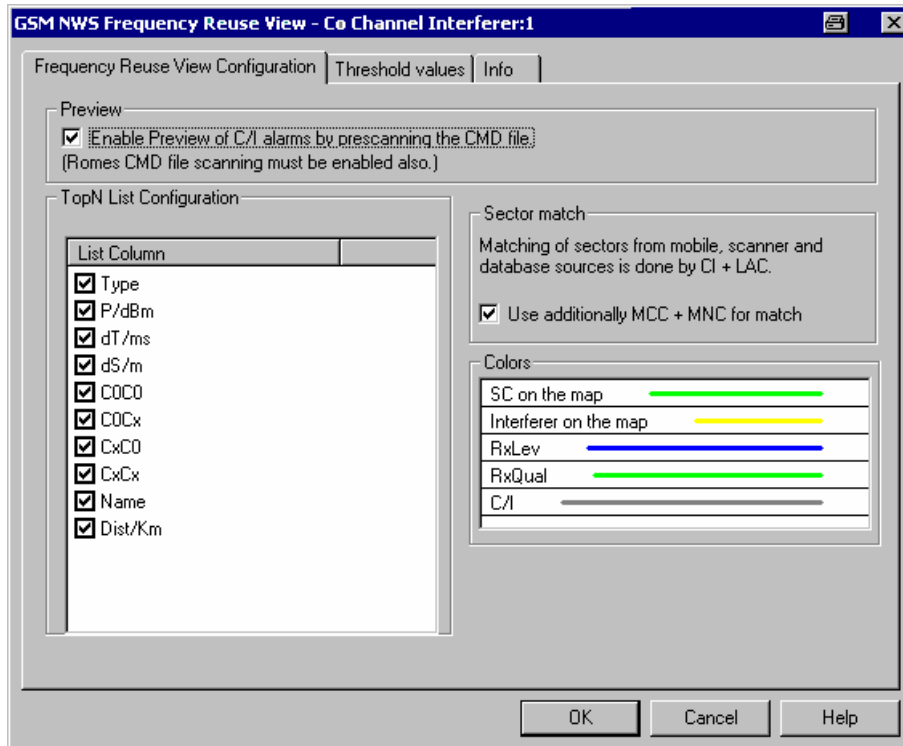 GSM NWS Frequency Reuse View - Co Channel Interferer:1
Frequency Reuse View Configuration
Threshold values
Info
Preview
Enable Preview of C/I alarms by prescanning the CMD file.
(Romes CMD file scanning must be enabled also.)
TopN List Configuration
List Column
Type
P/dBm
dT/ms
dS/m
C0C0
C0Cx
CxC0
CxCx
Name
Dist/Km
Sector match
Matching of sectors from mobile, scanner and
database sources is done by CI + LAC.
Use additionally MCC + MNC for match
Colors
SC on the map
Interferer on the map
RxLev
RxQual
C/I
OK
Cancel
Help